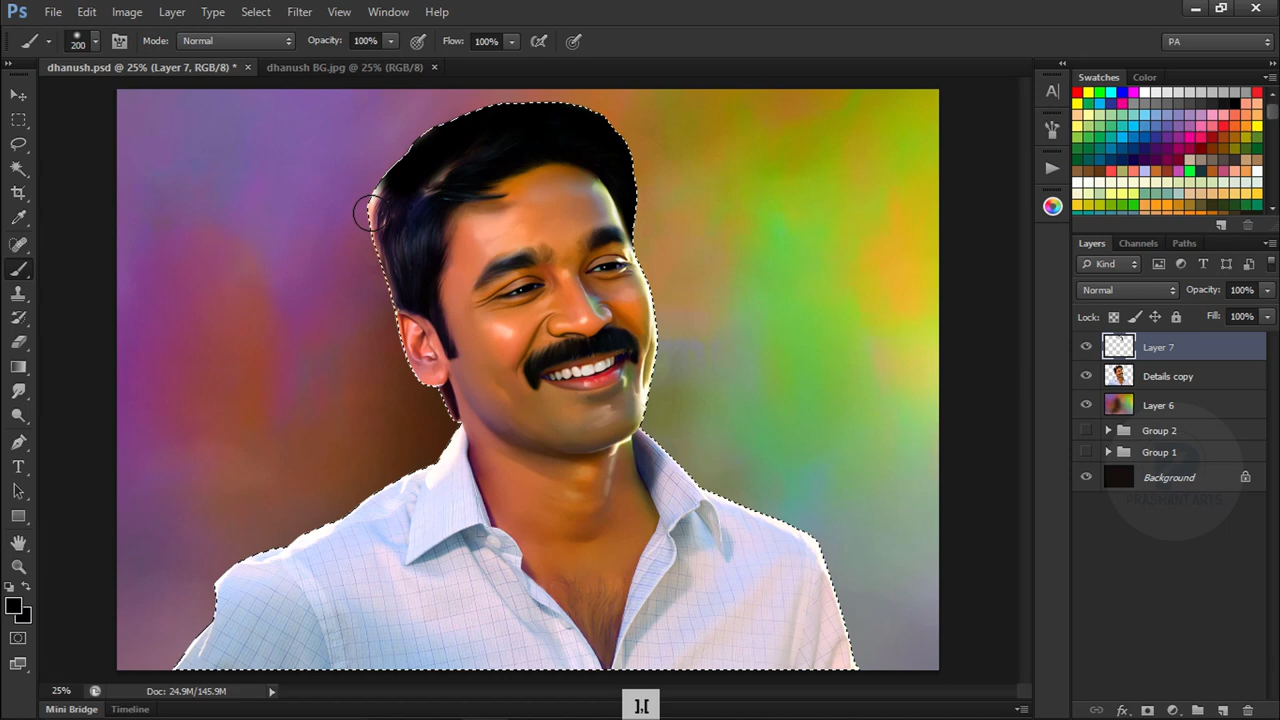 Ps File Edit Image Layer Type Select Filter View Window Help
200 Mode: Normal Opacity: 100% Flow: 100% PA
dhanush.psd @ 25% (Layer 7, RGB/8) * × dhanush BG.jpg @ 25% (RGB/8) ×
Swatches Color
Layers Channels Paths
Kind
Normal Opacity: 100%
Lock: Fill: 100%
Layer 7
Details copy
Layer 6
Group 2
Group 1
Background
PRASHANT ARTS
25% Doc: 24.9M/145.9M
],[
Mini Bridge Timeline